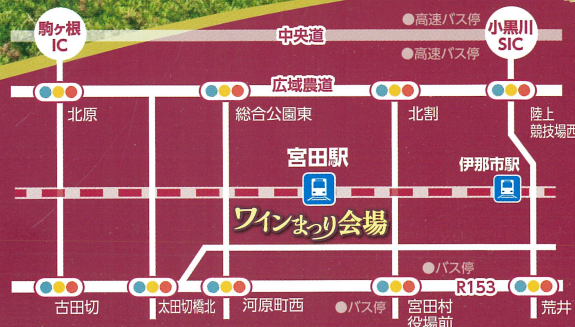 駒ヶ根
IC
中央道
●高速バス停
●高速バス停
小黒川
SIC
広域農道
北原
総合公園東
北割
陸上
競技場西
宮田駅
伊那市駅
ワインまつり会場
●バス停
R153
古田切
太田切橋北
河原町西
●バス停
宮田村
役場前
荒井